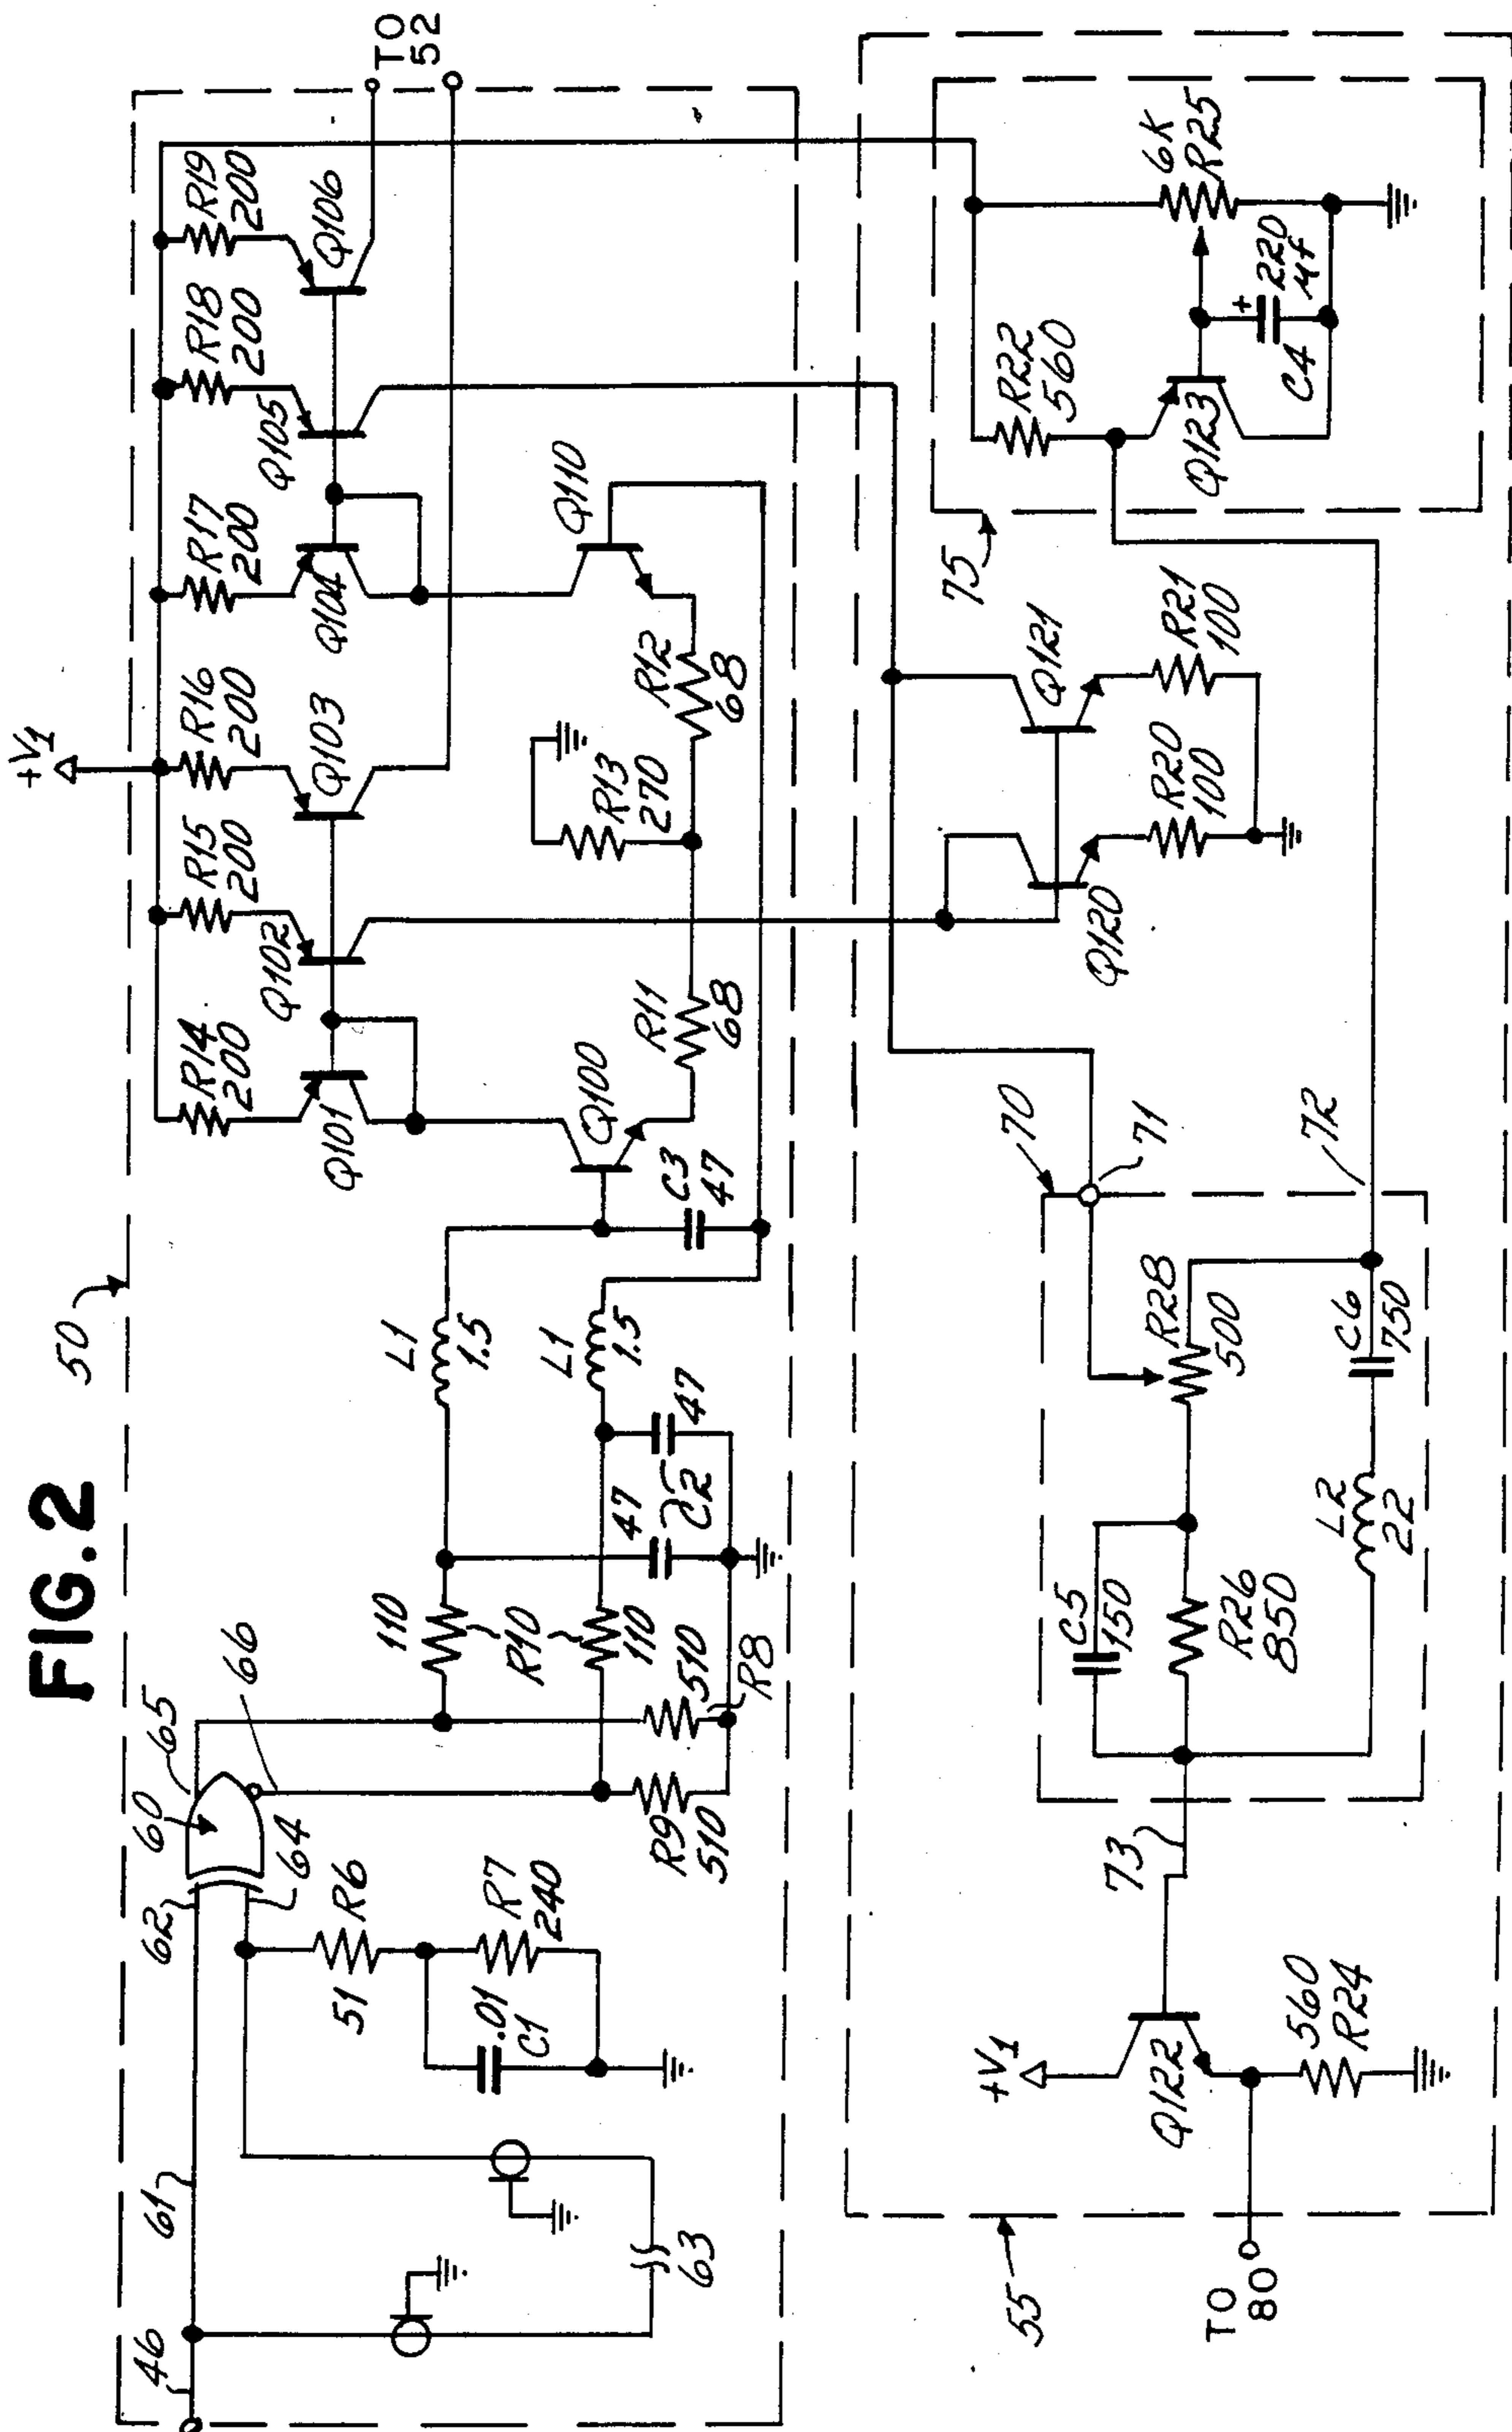 FIG. 2
50
+V1
R14
200
R15
200
R16
200
R17
200
R18
200
R19
200
Q101
Q102
Q103
Q104
Q105
Q106
TO
52
Q100
Q110
R11
68
R13
270
R12
68
C3
47
L1
1.5
L1
1.5
47
C2
47
110
R10
110
510
R8
R9
510
65
66
60
62
64
61
46
63
51
R6
R7
240
.01
C1
75
R22
560
6K
R25
Q123
+
220
µf
C4
Q120
Q121
R20
100
R21
100
70
71
72
R28
500
C5
150
R26
850
L2
22
C6
750
73
+V1
Q122
560
R24
55
TO
80